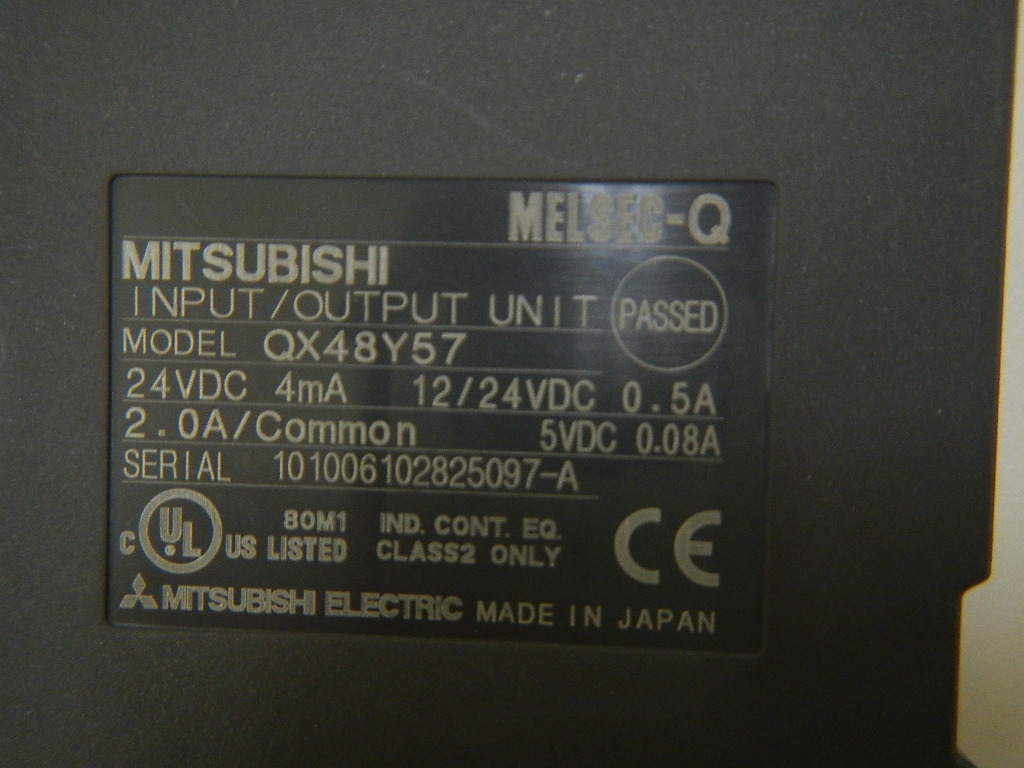 MELSEC-Q
MITSUBISHI
INPUT/OUTPUT UNIT
PASSED
MODEL QX48Y57
24VDC 4mA 12/24VDC 0.5A
2.0A/Common 5VDC 0.08A
SERIAL 101006102825097-A
C UL US LISTED 80M1 IND. CONT. EQ. CLASS2 ONLY CE
MITSUBISHI ELECTRIC MADE IN JAPAN